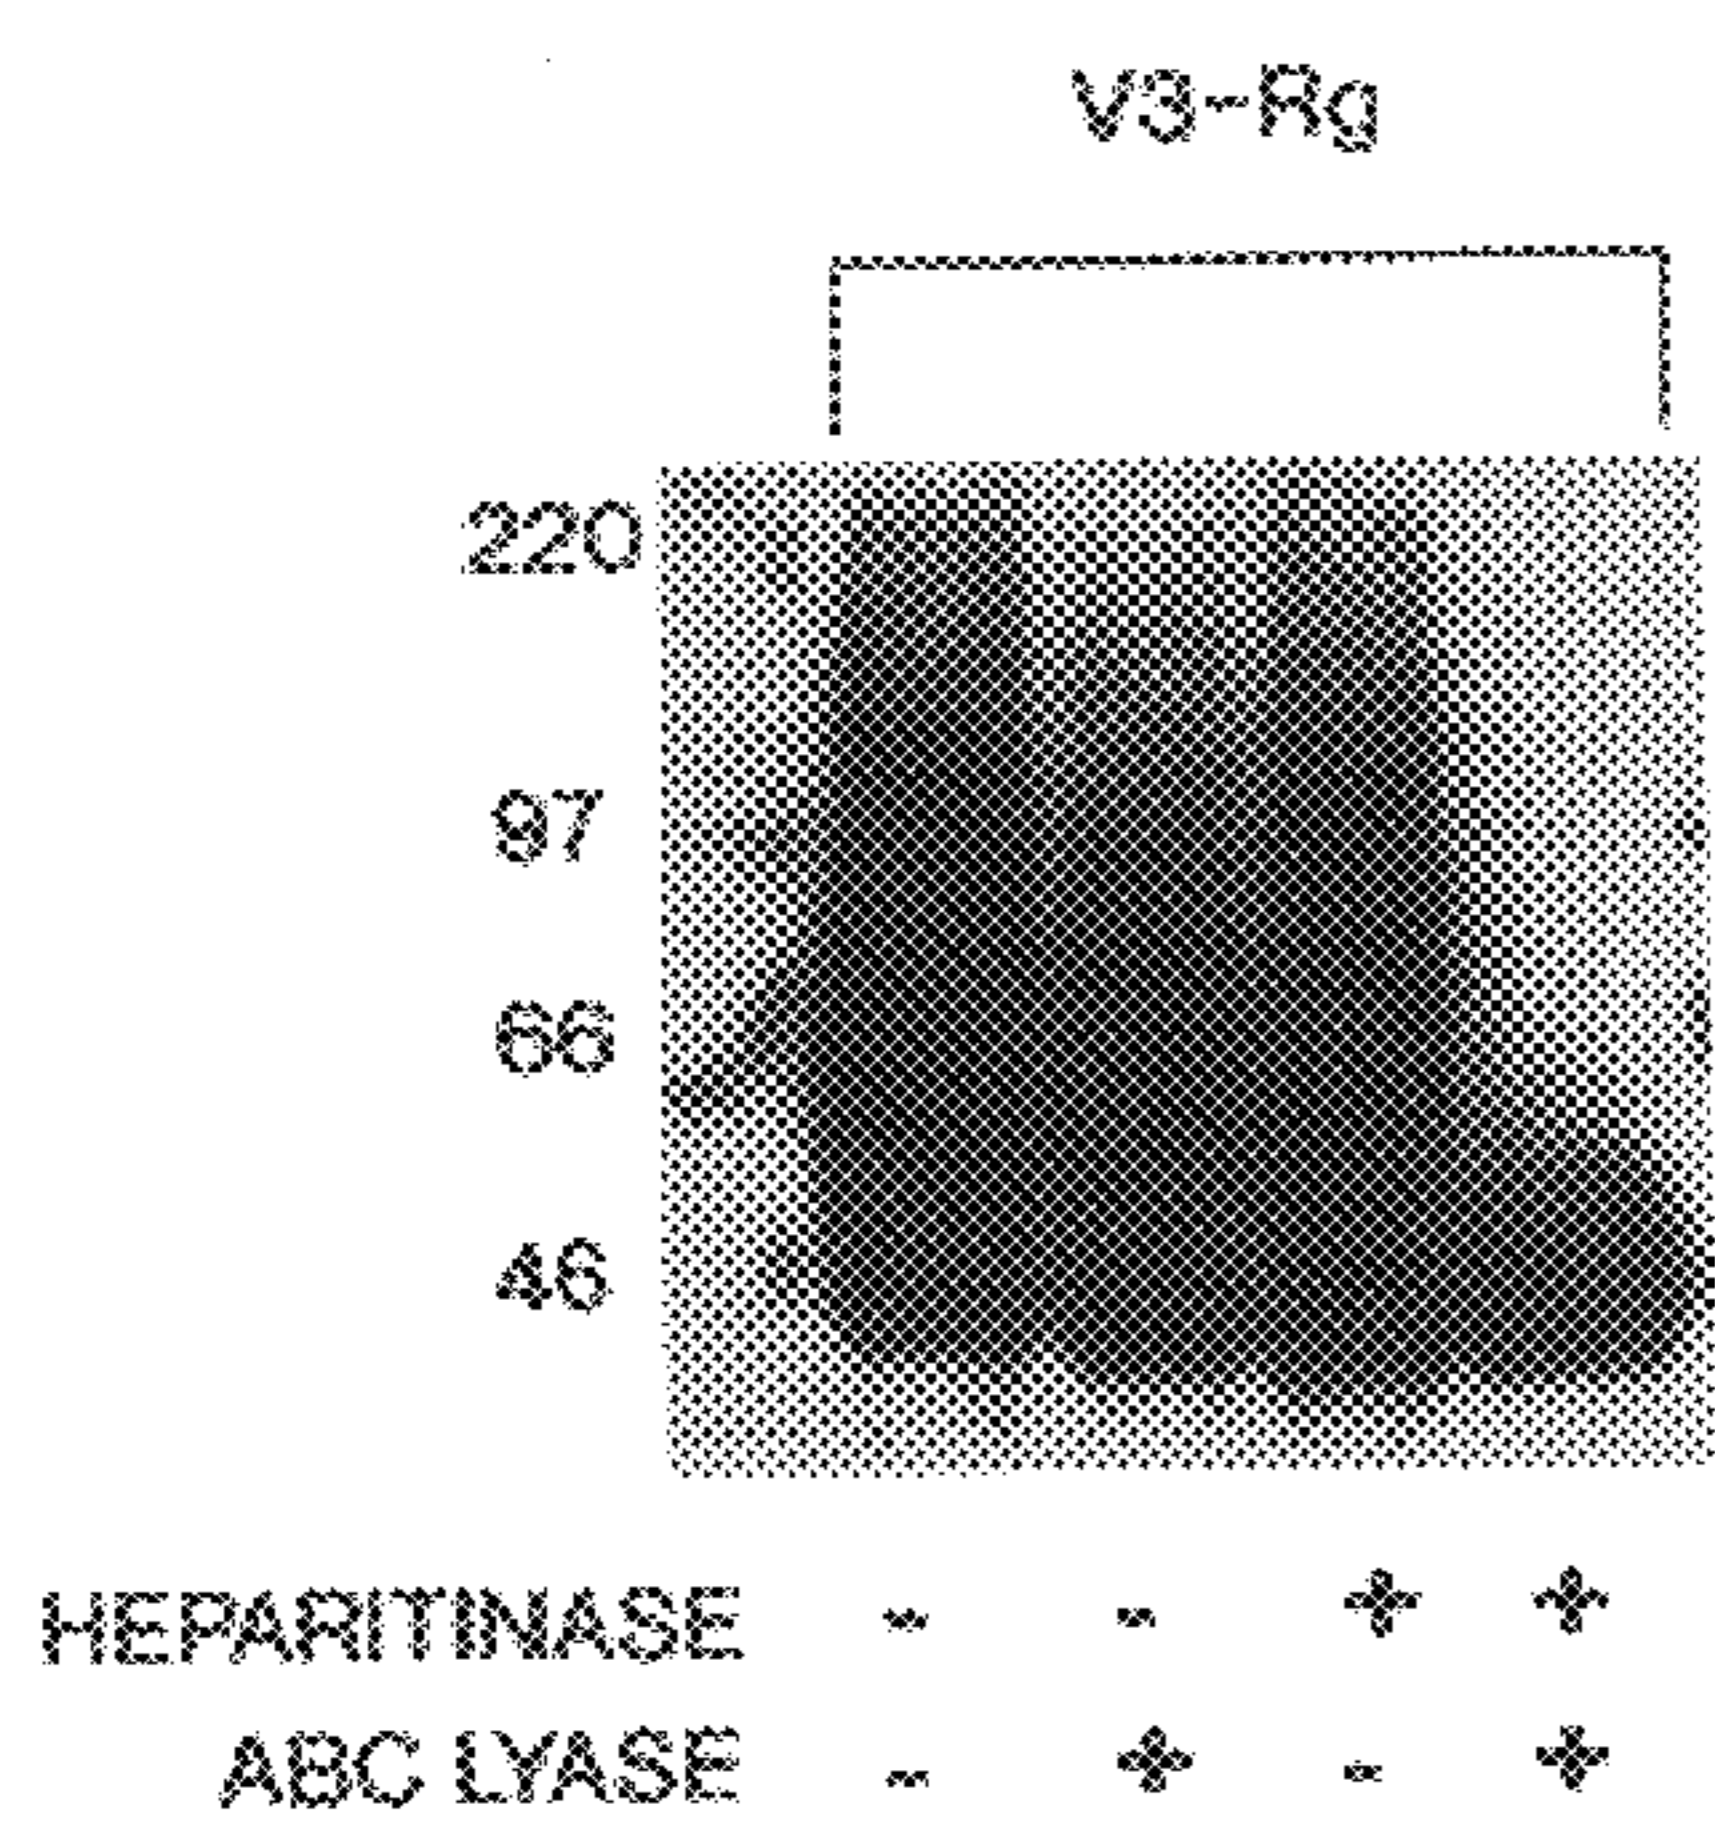 V3-Rg
220
97
66
46
HEPARITINASE - - + +
ABC LYASE - + - +